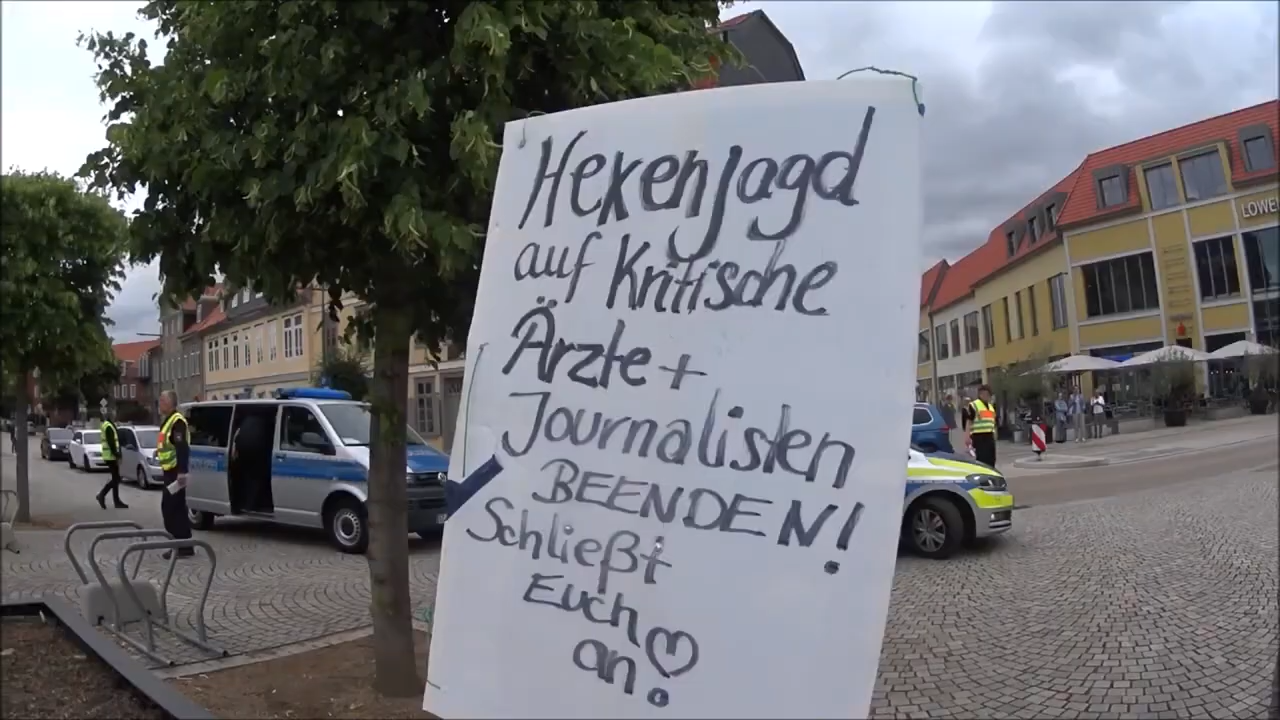 Hexenjagd
auf Kritische
Ärzte +
Journalisten
BEENDEN!
Schließt
Euch
an!
LOWE